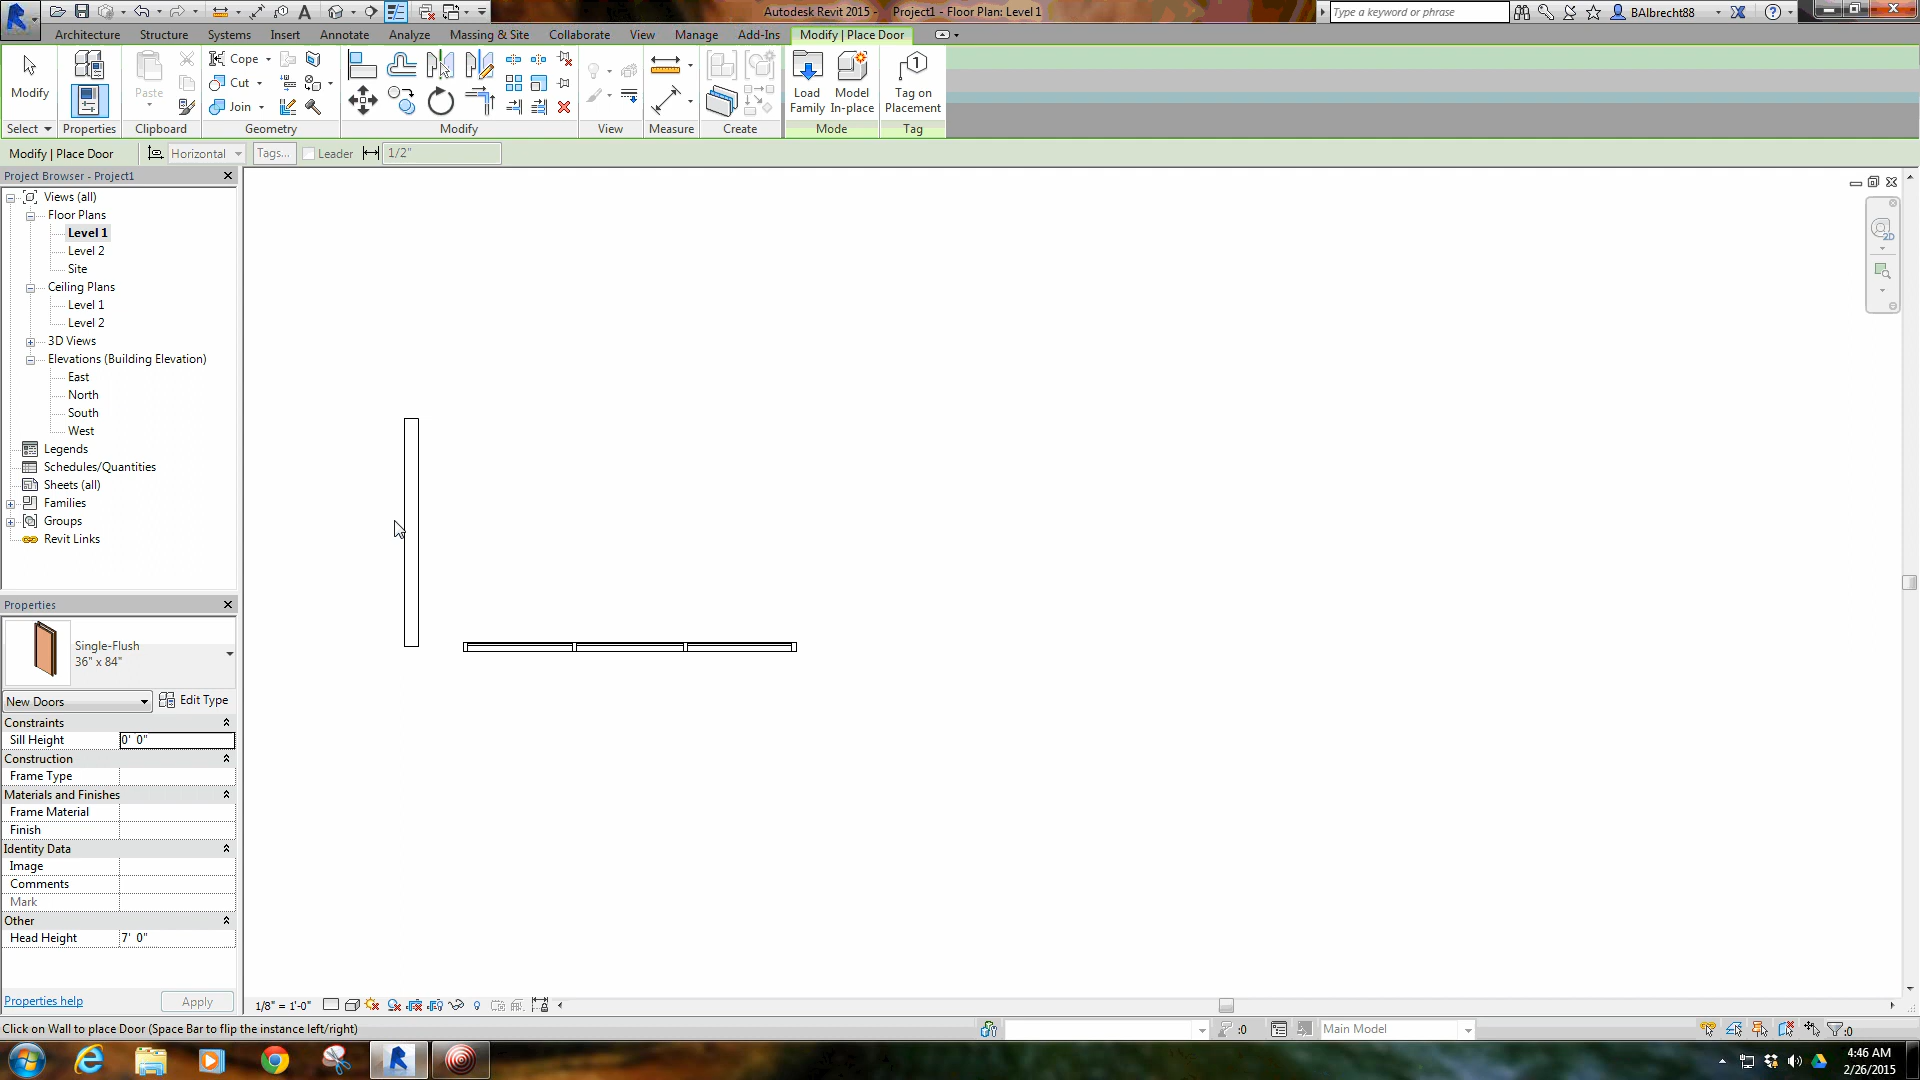 Autodesk Revit 2015 - Project1 - Floor Plan: Level 1
Type a keyword or phrase
BAlbrecht88
Architecture Structure Systems Insert Annotate Analyze Massing & Site Collaborate View Manage Add-Ins Modify | Place Door
Modify
Paste
Cope
Cut
Join
Load Family
Model In-place
Tag on Placement
Select Properties Clipboard Geometry Modify View Measure Create Mode Tag
Modify | Place Door Horizontal Tags... Leader 1/2"
Project Browser - Project1
Views (all)
Floor Plans
Level 1
Level 2
Site
Ceiling Plans
Level 1
Level 2
3D Views
Elevations (Building Elevation)
East
North
South
West
Legends
Schedules/Quantities
Sheets (all)
Families
Groups
Revit Links
Properties
Single-Flush
36" x 84"
New Doors Edit Type
Constraints
Sill Height 0' 0"
Construction
Frame Type
Materials and Finishes
Frame Material
Finish
Identity Data
Image
Comments
Mark
Other
Head Height 7' 0"
Properties help Apply
1/8" = 1'-0"
Click on Wall to place Door (Space Bar to flip the instance left/right)
:0
Main Model
:0
4:46 AM
2/26/2015
2D
1